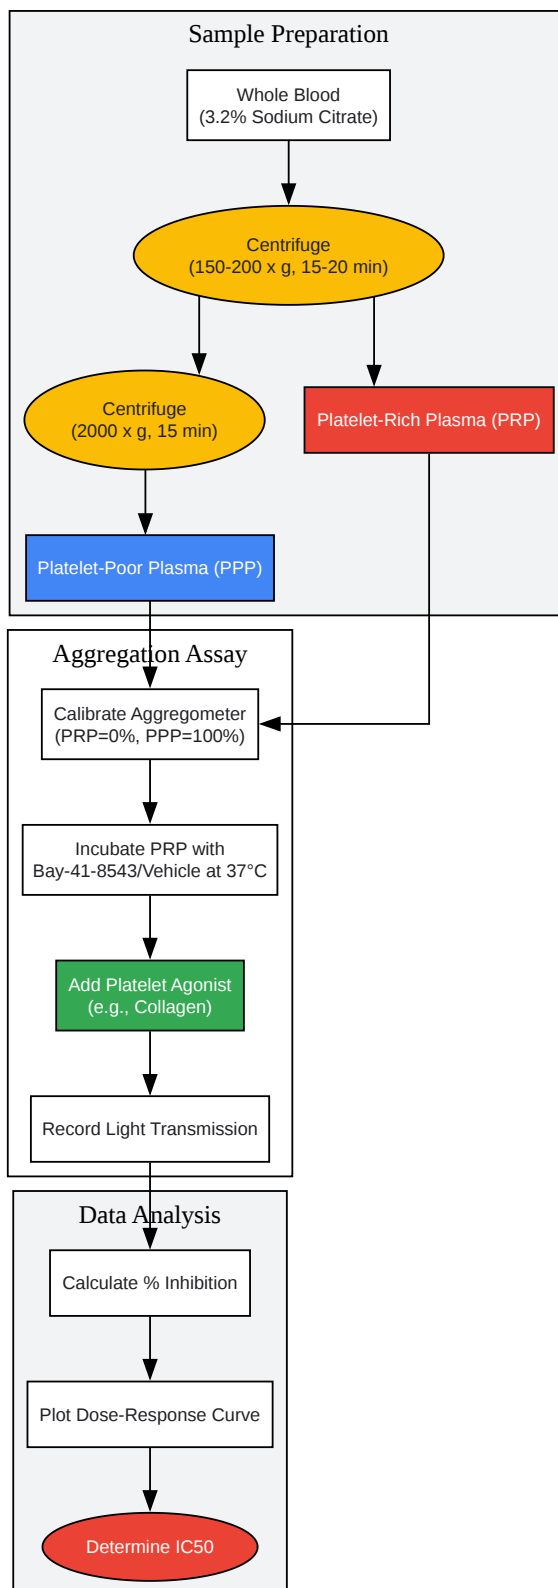 Sample Preparation
Whole Blood
(3.2% Sodium Citrate)
Centrifuge
(150-200 x g, 15-20 min)
Centrifuge
(2000 x g, 15 min)
Platelet-Rich Plasma (PRP)
Platelet-Poor Plasma (PPP)
Aggregation Assay
Calibrate Aggregometer
(PRP=0%, PPP=100%)
Incubate PRP with
Bay-41-8543/Vehicle at 37°C
Add Platelet Agonist
(e.g., Collagen)
Record Light Transmission
Data Analysis
Calculate % Inhibition
Plot Dose-Response Curve
Determine IC50